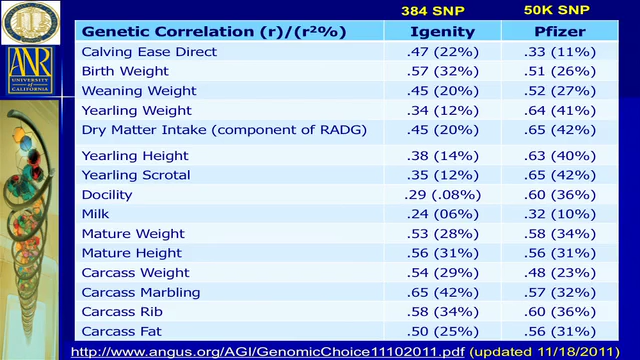 384 SNP 50K SNP
Genetic Correlation (r)/(r²%) Igenity Pfizer
Calving Ease Direct .47 (22%) .33 (11%)
Birth Weight .57 (32%) .51 (26%)
Weaning Weight .45 (20%) .52 (27%)
Yearling Weight .34 (12%) .64 (41%)
Dry Matter Intake (component of RADG) .45 (20%) .65 (42%)
Yearling Height .38 (14%) .63 (40%)
Yearling Scrotal .35 (12%) .65 (42%)
Docility .29 (.08%) .60 (36%)
Milk .24 (06%) .32 (10%)
Mature Weight .53 (28%) .58 (34%)
Mature Height .56 (31%) .56 (31%)
Carcass Weight .54 (29%) .48 (23%)
Carcass Marbling .65 (42%) .57 (32%)
Carcass Rib .58 (34%) .60 (36%)
Carcass Fat .50 (25%) .56 (31%)
http://www.angus.org/AGI/GenomicChoice11102011.pdf (updated 11/18/2011)
ANR
UNIVERSITY
of
CALIFORNIA